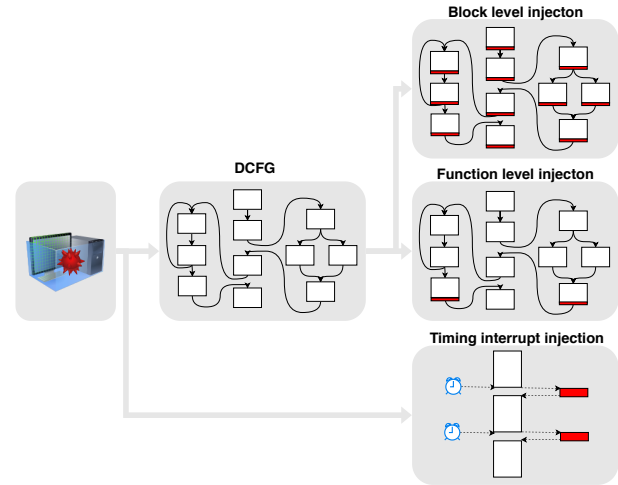 Block level injecton
DCFG
Function level injecton
Timing interrupt injection